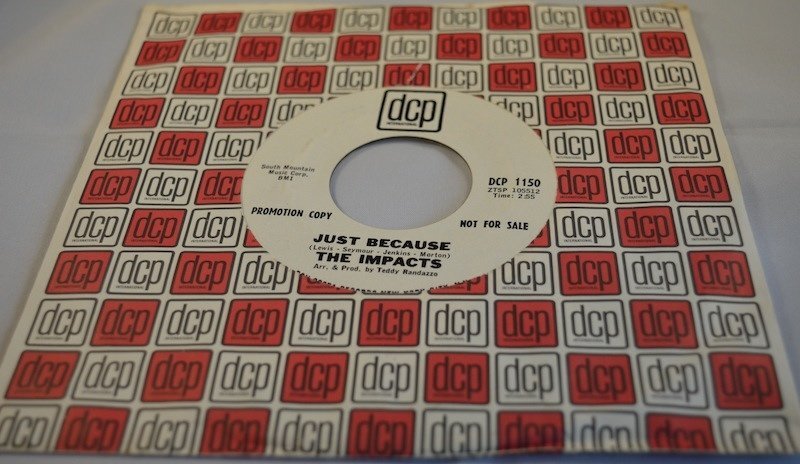 dcp
INTERNATIONAL
South Mountain
Music Corp.
BMI
DCP 1150
ZTSP 105512
Time: 2:55
PROMOTION COPY
NOT FOR SALE
JUST BECAUSE
(Lewis - Seymour - Jenkins - Morton)
THE IMPACTS
Arr. & Prod. by Teddy Randazzo